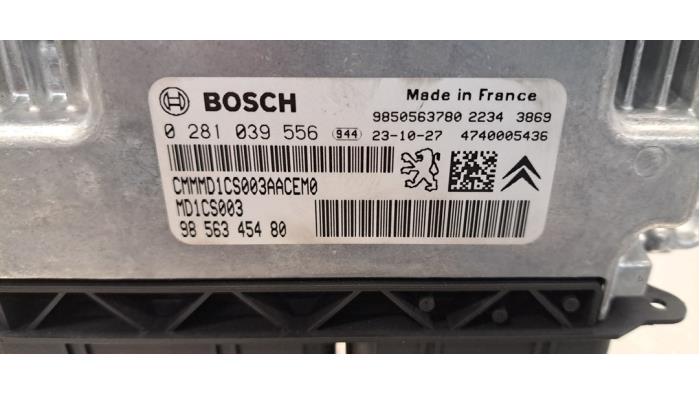 BOSCH
Made in France
9850563780 2234 3869
0 281 039 556 944 23-10-27 4740005436
CMMMD1CS003AACEM0
MD1CS003
98 563 454 80